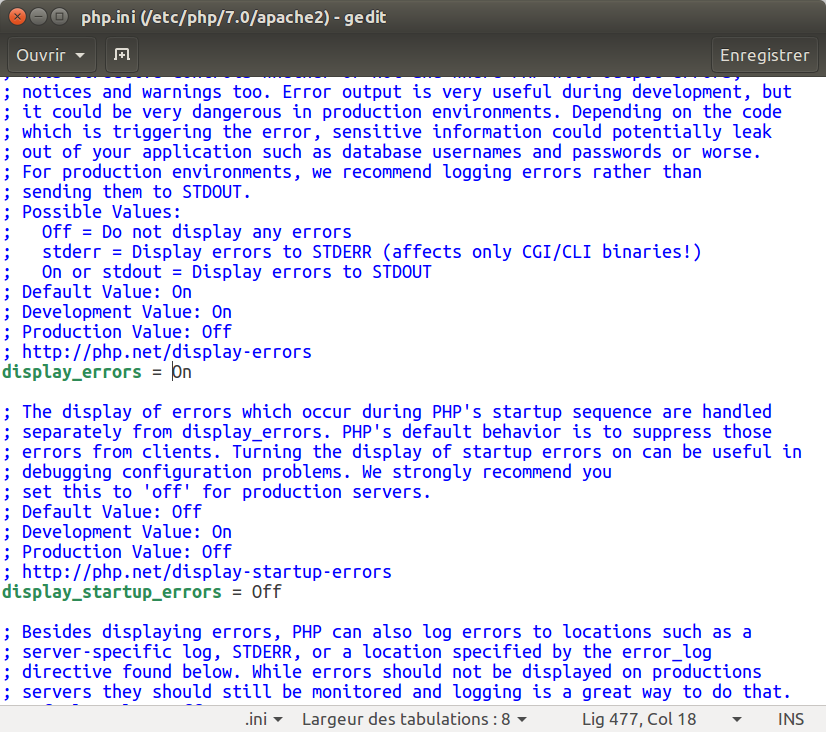 php.ini (/etc/php/7.0/apache2) - gedit
Ouvrir
Enregistrer
; notices and warnings too. Error output is very useful during development, but
; it could be very dangerous in production environments. Depending on the code
; which is triggering the error, sensitive information could potentially leak
; out of your application such as database usernames and passwords or worse.
; For production environments, we recommend logging errors rather than
; sending them to STDOUT.
; Possible Values:
;   Off = Do not display any errors
;   stderr = Display errors to STDERR (affects only CGI/CLI binaries!)
;   On or stdout = Display errors to STDOUT
; Default Value: On
; Development Value: On
; Production Value: Off
; http://php.net/display-errors
display_errors = On
; The display of errors which occur during PHP's startup sequence are handled
; separately from display_errors. PHP's default behavior is to suppress those
; errors from clients. Turning the display of startup errors on can be useful in
; debugging configuration problems. We strongly recommend you
; set this to 'off' for production servers.
; Default Value: Off
; Development Value: On
; Production Value: Off
; http://php.net/display-startup-errors
display_startup_errors = Off
; Besides displaying errors, PHP can also log errors to locations such as a
; server-specific log, STDERR, or a location specified by the error_log
; directive found below. While errors should not be displayed on productions
; servers they should still be monitored and logging is a great way to do that.
.ini
Largeur des tabulations : 8
Lig 477, Col 18
INS